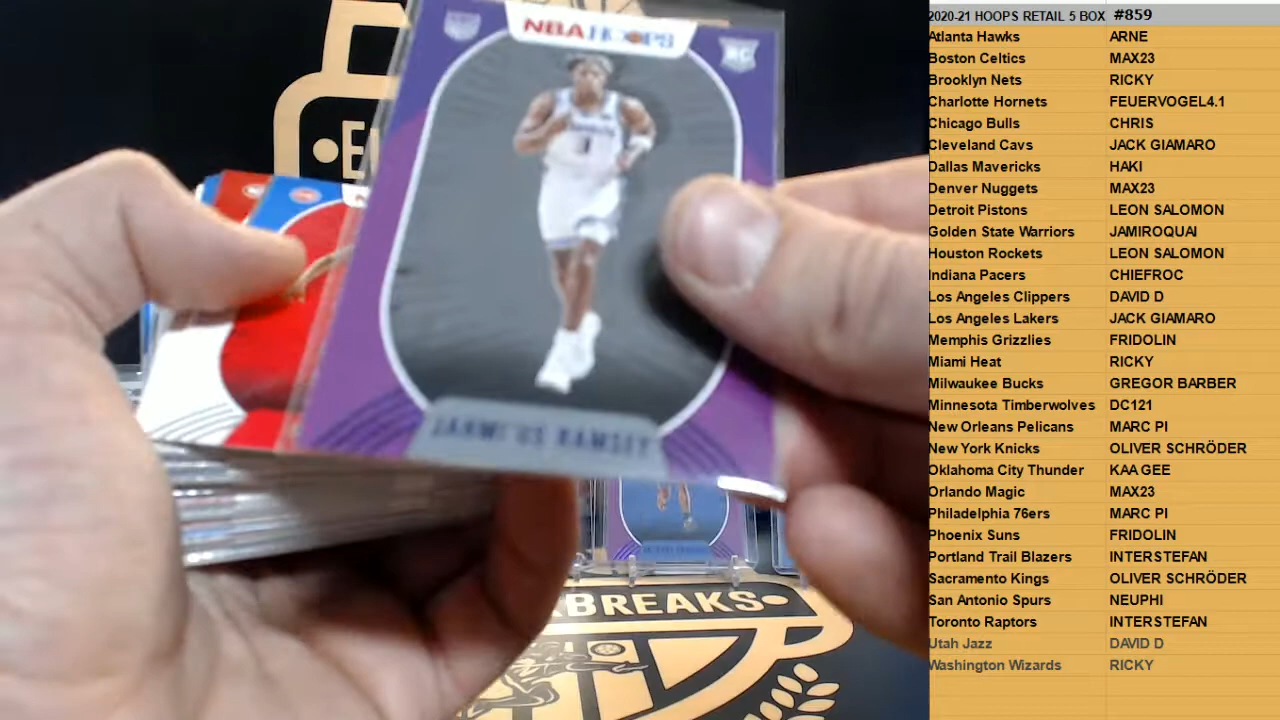 NBA HOOPS
RC
1
JAHMI'US RAMSEY
BREAKS
2020-21 HOOPS RETAIL 5 BOX #859
Atlanta Hawks ARNE
Boston Celtics MAX23
Brooklyn Nets RICKY
Charlotte Hornets FEUERVOGEL4.1
Chicago Bulls CHRIS
Cleveland Cavs JACK GIAMARO
Dallas Mavericks HAKI
Denver Nuggets MAX23
Detroit Pistons LEON SALOMON
Golden State Warriors JAMIROQUAI
Houston Rockets LEON SALOMON
Indiana Pacers CHIEFROC
Los Angeles Clippers DAVID D
Los Angeles Lakers JACK GIAMARO
Memphis Grizzlies FRIDOLIN
Miami Heat RICKY
Milwaukee Bucks GREGOR BARBER
Minnesota Timberwolves DC121
New Orleans Pelicans MARC PI
New York Knicks OLIVER SCHRÖDER
Oklahoma City Thunder KAA GEE
Orlando Magic MAX23
Philadelphia 76ers MARC PI
Phoenix Suns FRIDOLIN
Portland Trail Blazers INTERSTEFAN
Sacramento Kings OLIVER SCHRÖDER
San Antonio Spurs NEUPHI
Toronto Raptors INTERSTEFAN
Utah Jazz DAVID D
Washington Wizards RICKY